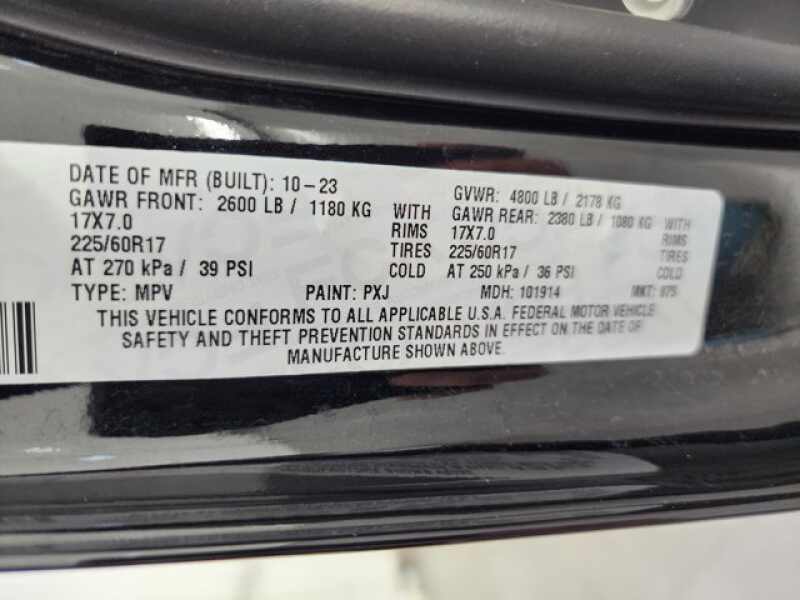 DATE OF MFR (BUILT): 10-23 GVWR: 4800 LB / 2178 KG
GAWR FRONT: 2600 LB / 1180 KG WITH GAWR REAR: 2380 LB / 1080 KG WITH
17X7.0 RIMS 17X7.0 RIMS
225/60R17 TIRES 225/60R17 TIRES
AT 270 kPa / 39 PSI COLD AT 250 kPa / 36 PSI COLD
TYPE: MPV PAINT: PXJ MDH: 101914 MKT: 975
THIS VEHICLE CONFORMS TO ALL APPLICABLE U.S.A. FEDERAL MOTOR VEHICLE
SAFETY AND THEFT PREVENTION STANDARDS IN EFFECT ON THE DATE OF
MANUFACTURE SHOWN ABOVE.